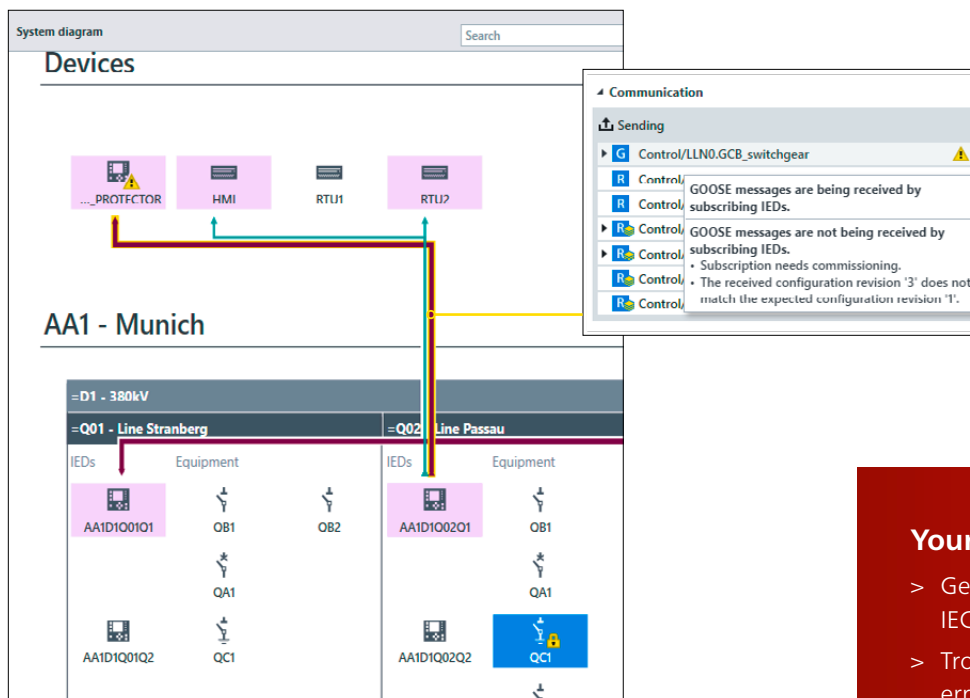 System diagram
Search
Devices
..._PROTECTOR
HMI
RTU1
RTU2
Communication
Sending
G Control/LLN0.GCB_switchgear
R Control/
R Control/
R Control/
R Control/
R Control/
R Control/
GOOSE messages are being received by
subscribing IEDs.
GOOSE messages are not being received by
subscribing IEDs.
• Subscription needs commissioning.
• The received configuration revision '3' does not
match the expected configuration revision '1'.
AA1 - Munich
=D1 - 380kV
=Q01 - Line Stranberg
=Q02 Line Passau
IEDs
Equipment
IEDs
Equipment
AA1D1Q01Q1
QB1
QB2
AA1D1Q02Q1
QB1
QA1
QA1
AA1D1Q01Q2
QC1
AA1D1Q02Q2
QC1
Your
> Ge
IEC
> Tro
err